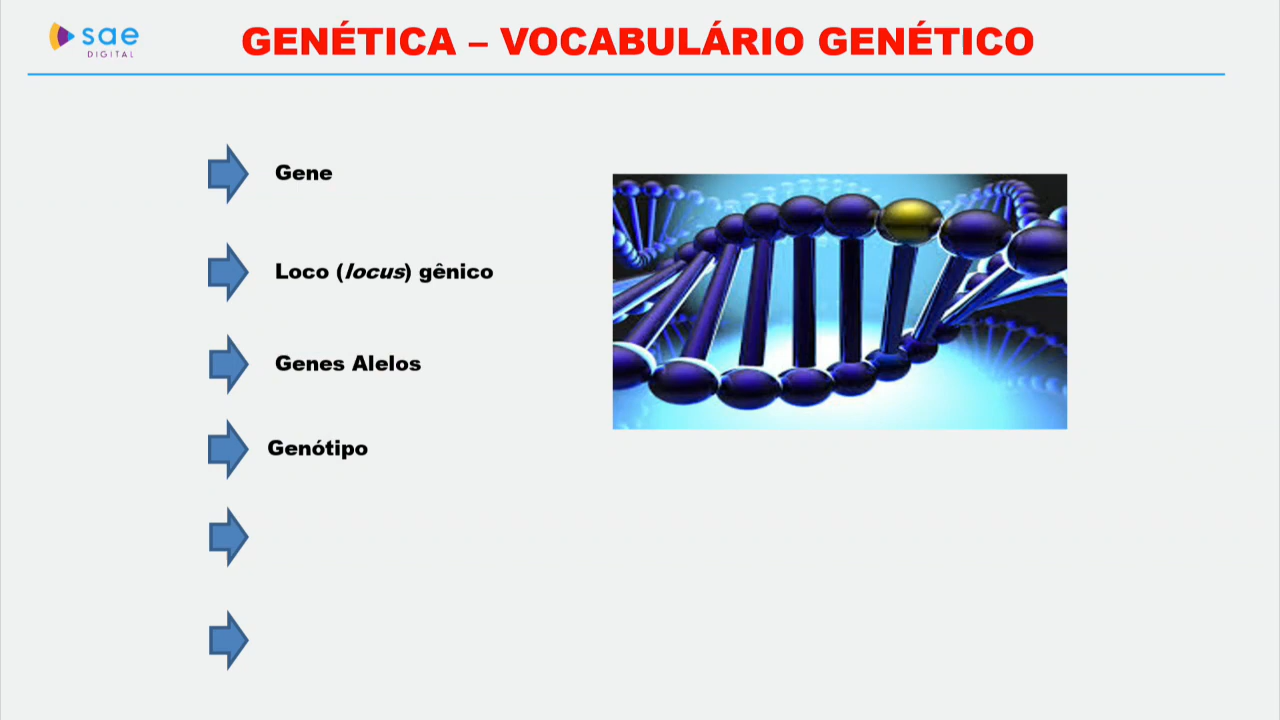 sae
DIGITAL
GENÉTICA – VOCABULÁRIO GENÉTICO
Gene
Loco (locus) gênico
Genes Alelos
Genótipo